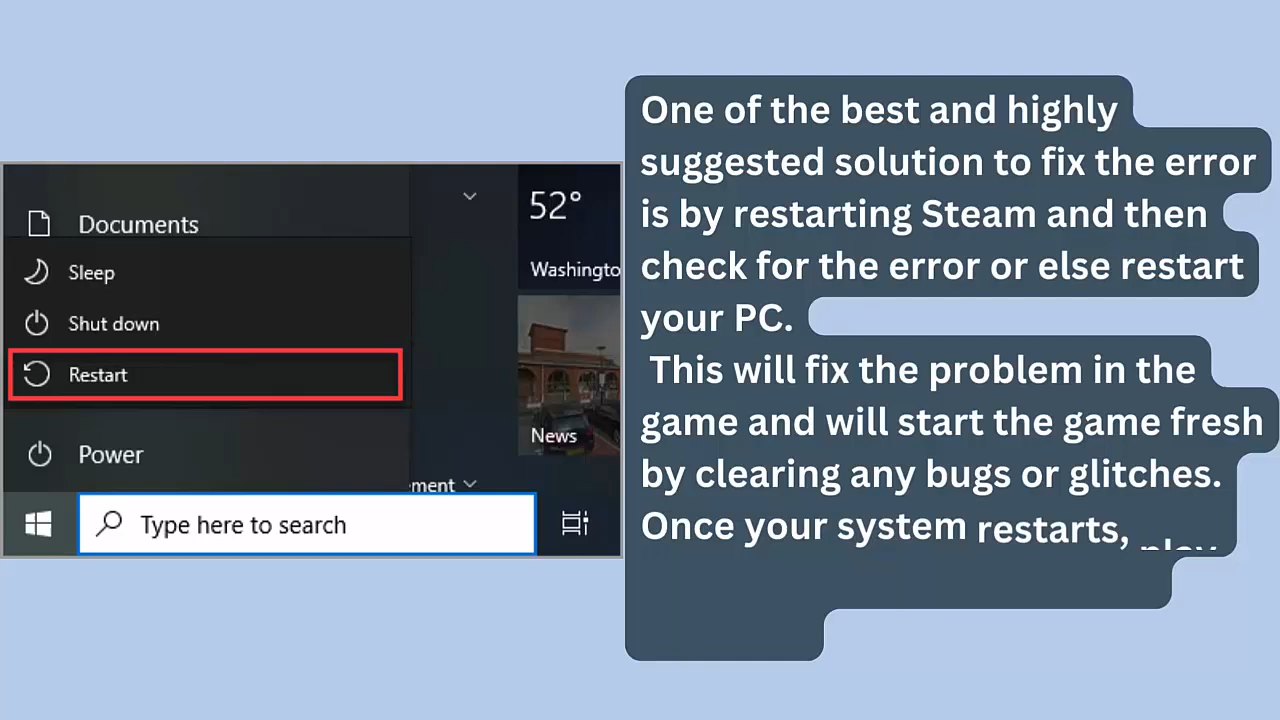 Documents
Sleep
Shut down
Restart
Power
Type here to search
52°
Washingto
News
ment
One of the best and highly
suggested solution to fix the error
is by restarting Steam and then
check for the error or else restart
your PC.
This will fix the problem in the
game and will start the game fresh
by clearing any bugs or glitches.
Once your system restarts, play